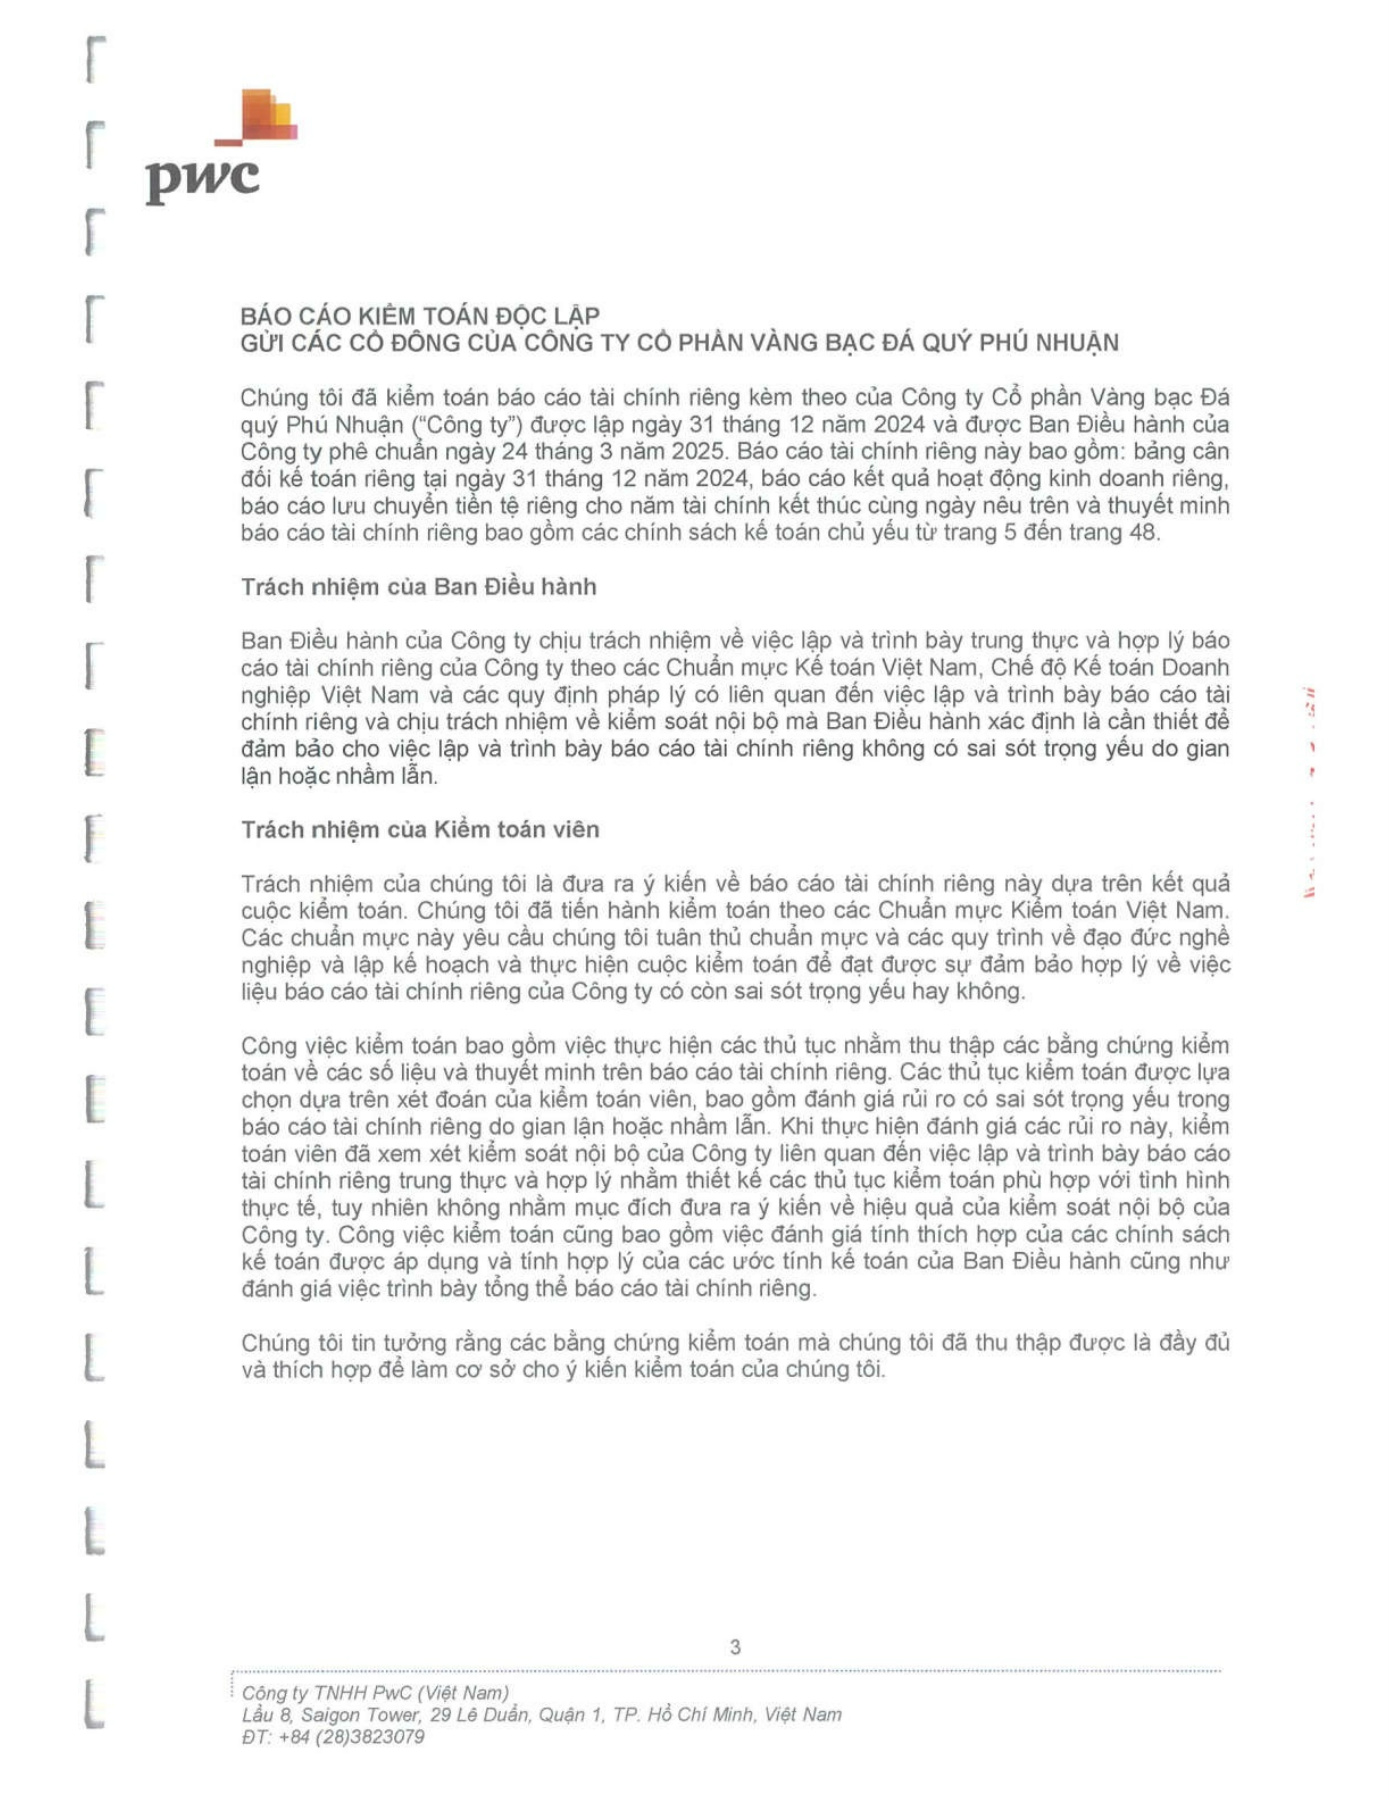 pwc
BÁO CÁO KIỂM TOÁN ĐỘC LẬP
GỬI CÁC CỔ ĐÔNG CỦA CÔNG TY CỔ PHẦN VÀNG BẠC ĐÁ QUÝ PHÚ NHUẬN
Chúng tôi đã kiểm toán báo cáo tài chính riêng kèm theo của Công ty Cổ phần Vàng bạc Đá
quý Phú Nhuận (“Công ty”) được lập ngày 31 tháng 12 năm 2024 và được Ban Điều hành của
Công ty phê chuẩn ngày 24 tháng 3 năm 2025. Báo cáo tài chính riêng này bao gồm: bảng cân
đối kế toán riêng tại ngày 31 tháng 12 năm 2024, báo cáo kết quả hoạt động kinh doanh riêng,
báo cáo lưu chuyển tiền tệ riêng cho năm tài chính kết thúc cùng ngày nêu trên và thuyết minh
báo cáo tài chính riêng bao gồm các chính sách kế toán chủ yếu từ trang 5 đến trang 48.
Trách nhiệm của Ban Điều hành
Ban Điều hành của Công ty chịu trách nhiệm về việc lập và trình bày trung thực và hợp lý báo
cáo tài chính riêng của Công ty theo các Chuẩn mực Kế toán Việt Nam, Chế độ Kế toán Doanh
nghiệp Việt Nam và các quy định pháp lý có liên quan đến việc lập và trình bày báo cáo tài
chính riêng và chịu trách nhiệm về kiểm soát nội bộ mà Ban Điều hành xác định là cần thiết để
đảm bảo cho việc lập và trình bày báo cáo tài chính riêng không có sai sót trọng yếu do gian
lận hoặc nhầm lẫn.
Trách nhiệm của Kiểm toán viên
Trách nhiệm của chúng tôi là đưa ra ý kiến về báo cáo tài chính riêng này dựa trên kết quả
cuộc kiểm toán. Chúng tôi đã tiến hành kiểm toán theo các Chuẩn mực Kiểm toán Việt Nam.
Các chuẩn mực này yêu cầu chúng tôi tuân thủ chuẩn mực và các quy trình về đạo đức nghề
nghiệp và lập kế hoạch và thực hiện cuộc kiểm toán để đạt được sự đảm bảo hợp lý về việc
liệu báo cáo tài chính riêng của Công ty có còn sai sót trọng yếu hay không.
Công việc kiểm toán bao gồm việc thực hiện các thủ tục nhằm thu thập các bằng chứng kiểm
toán về các số liệu và thuyết minh trên báo cáo tài chính riêng. Các thủ tục kiểm toán được lựa
chọn dựa trên xét đoán của kiểm toán viên, bao gồm đánh giá rủi ro có sai sót trọng yếu trong
báo cáo tài chính riêng do gian lận hoặc nhầm lẫn. Khi thực hiện đánh giá các rủi ro này, kiểm
toán viên đã xem xét kiểm soát nội bộ của Công ty liên quan đến việc lập và trình bày báo cáo
tài chính riêng trung thực và hợp lý nhằm thiết kế các thủ tục kiểm toán phù hợp với tình hình
thực tế, tuy nhiên không nhằm mục đích đưa ra ý kiến về hiệu quả của kiểm soát nội bộ của
Công ty. Công việc kiểm toán cũng bao gồm việc đánh giá tính thích hợp của các chính sách
kế toán được áp dụng và tính hợp lý của các ước tính kế toán của Ban Điều hành cũng như
đánh giá việc trình bày tổng thể báo cáo tài chính riêng.
Chúng tôi tin tưởng rằng các bằng chứng kiểm toán mà chúng tôi đã thu thập được là đầy đủ
và thích hợp để làm cơ sở cho ý kiến kiểm toán của chúng tôi.
3
Công ty TNHH PwC (Việt Nam)
Lầu 8, Saigon Tower, 29 Lê Duẩn, Quận 1, TP. Hồ Chí Minh, Việt Nam
ĐT: +84 (28)3823079